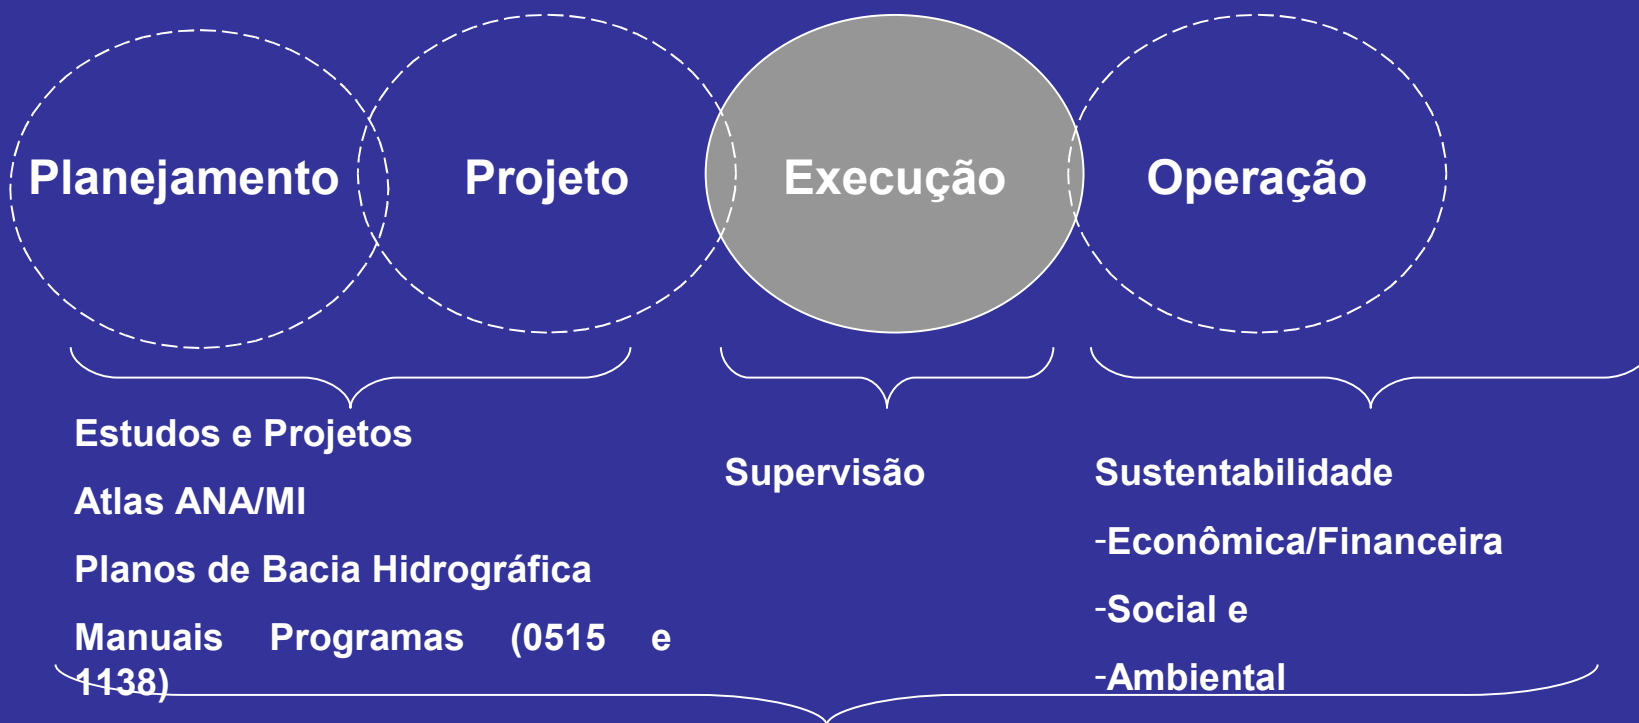 Planejamento
Projeto
Execução
Operação
Estudos e Projetos
Atlas ANA/MI
Planos de Bacia Hidrográfica
Manuais Programas (0515 e
1138)
Supervisão
Sustentabilidade
-Econômica/Financeira
-Social e
-Ambiental